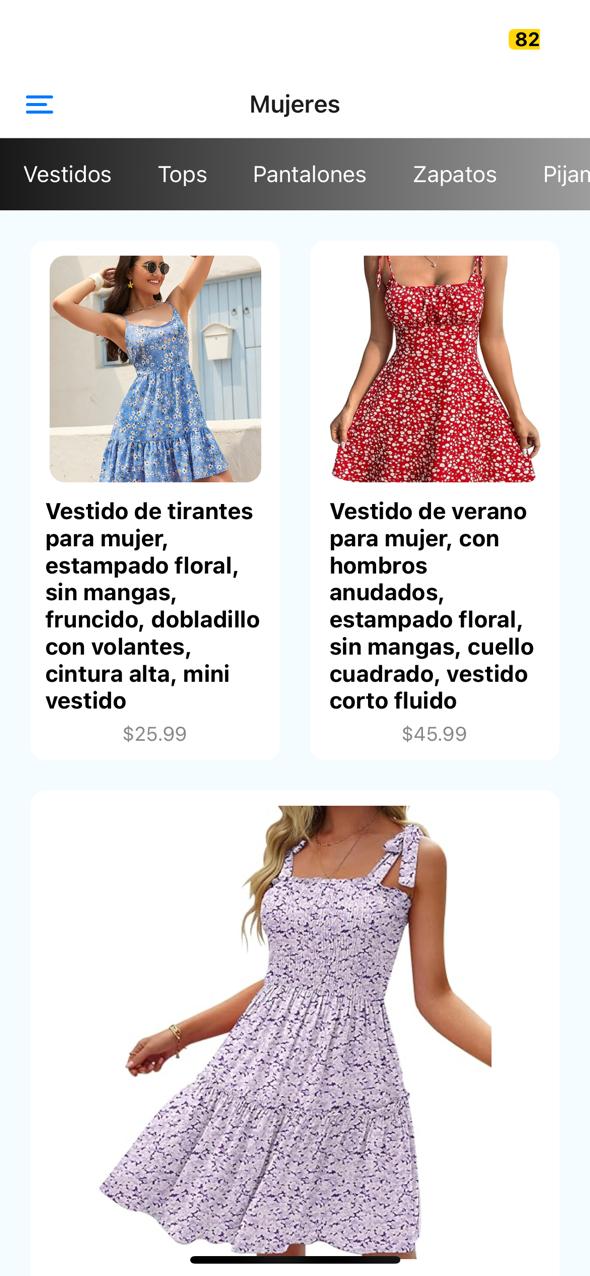 82
Mujeres
Vestidos Tops Pantalones Zapatos Pijam
Vestido de tirantes
para mujer,
estampado floral,
sin mangas,
fruncido, dobladillo
con volantes,
cintura alta, mini
vestido
$25.99
Vestido de verano
para mujer, con
hombros
anudados,
estampado floral,
sin mangas, cuello
cuadrado, vestido
corto fluido
$45.99